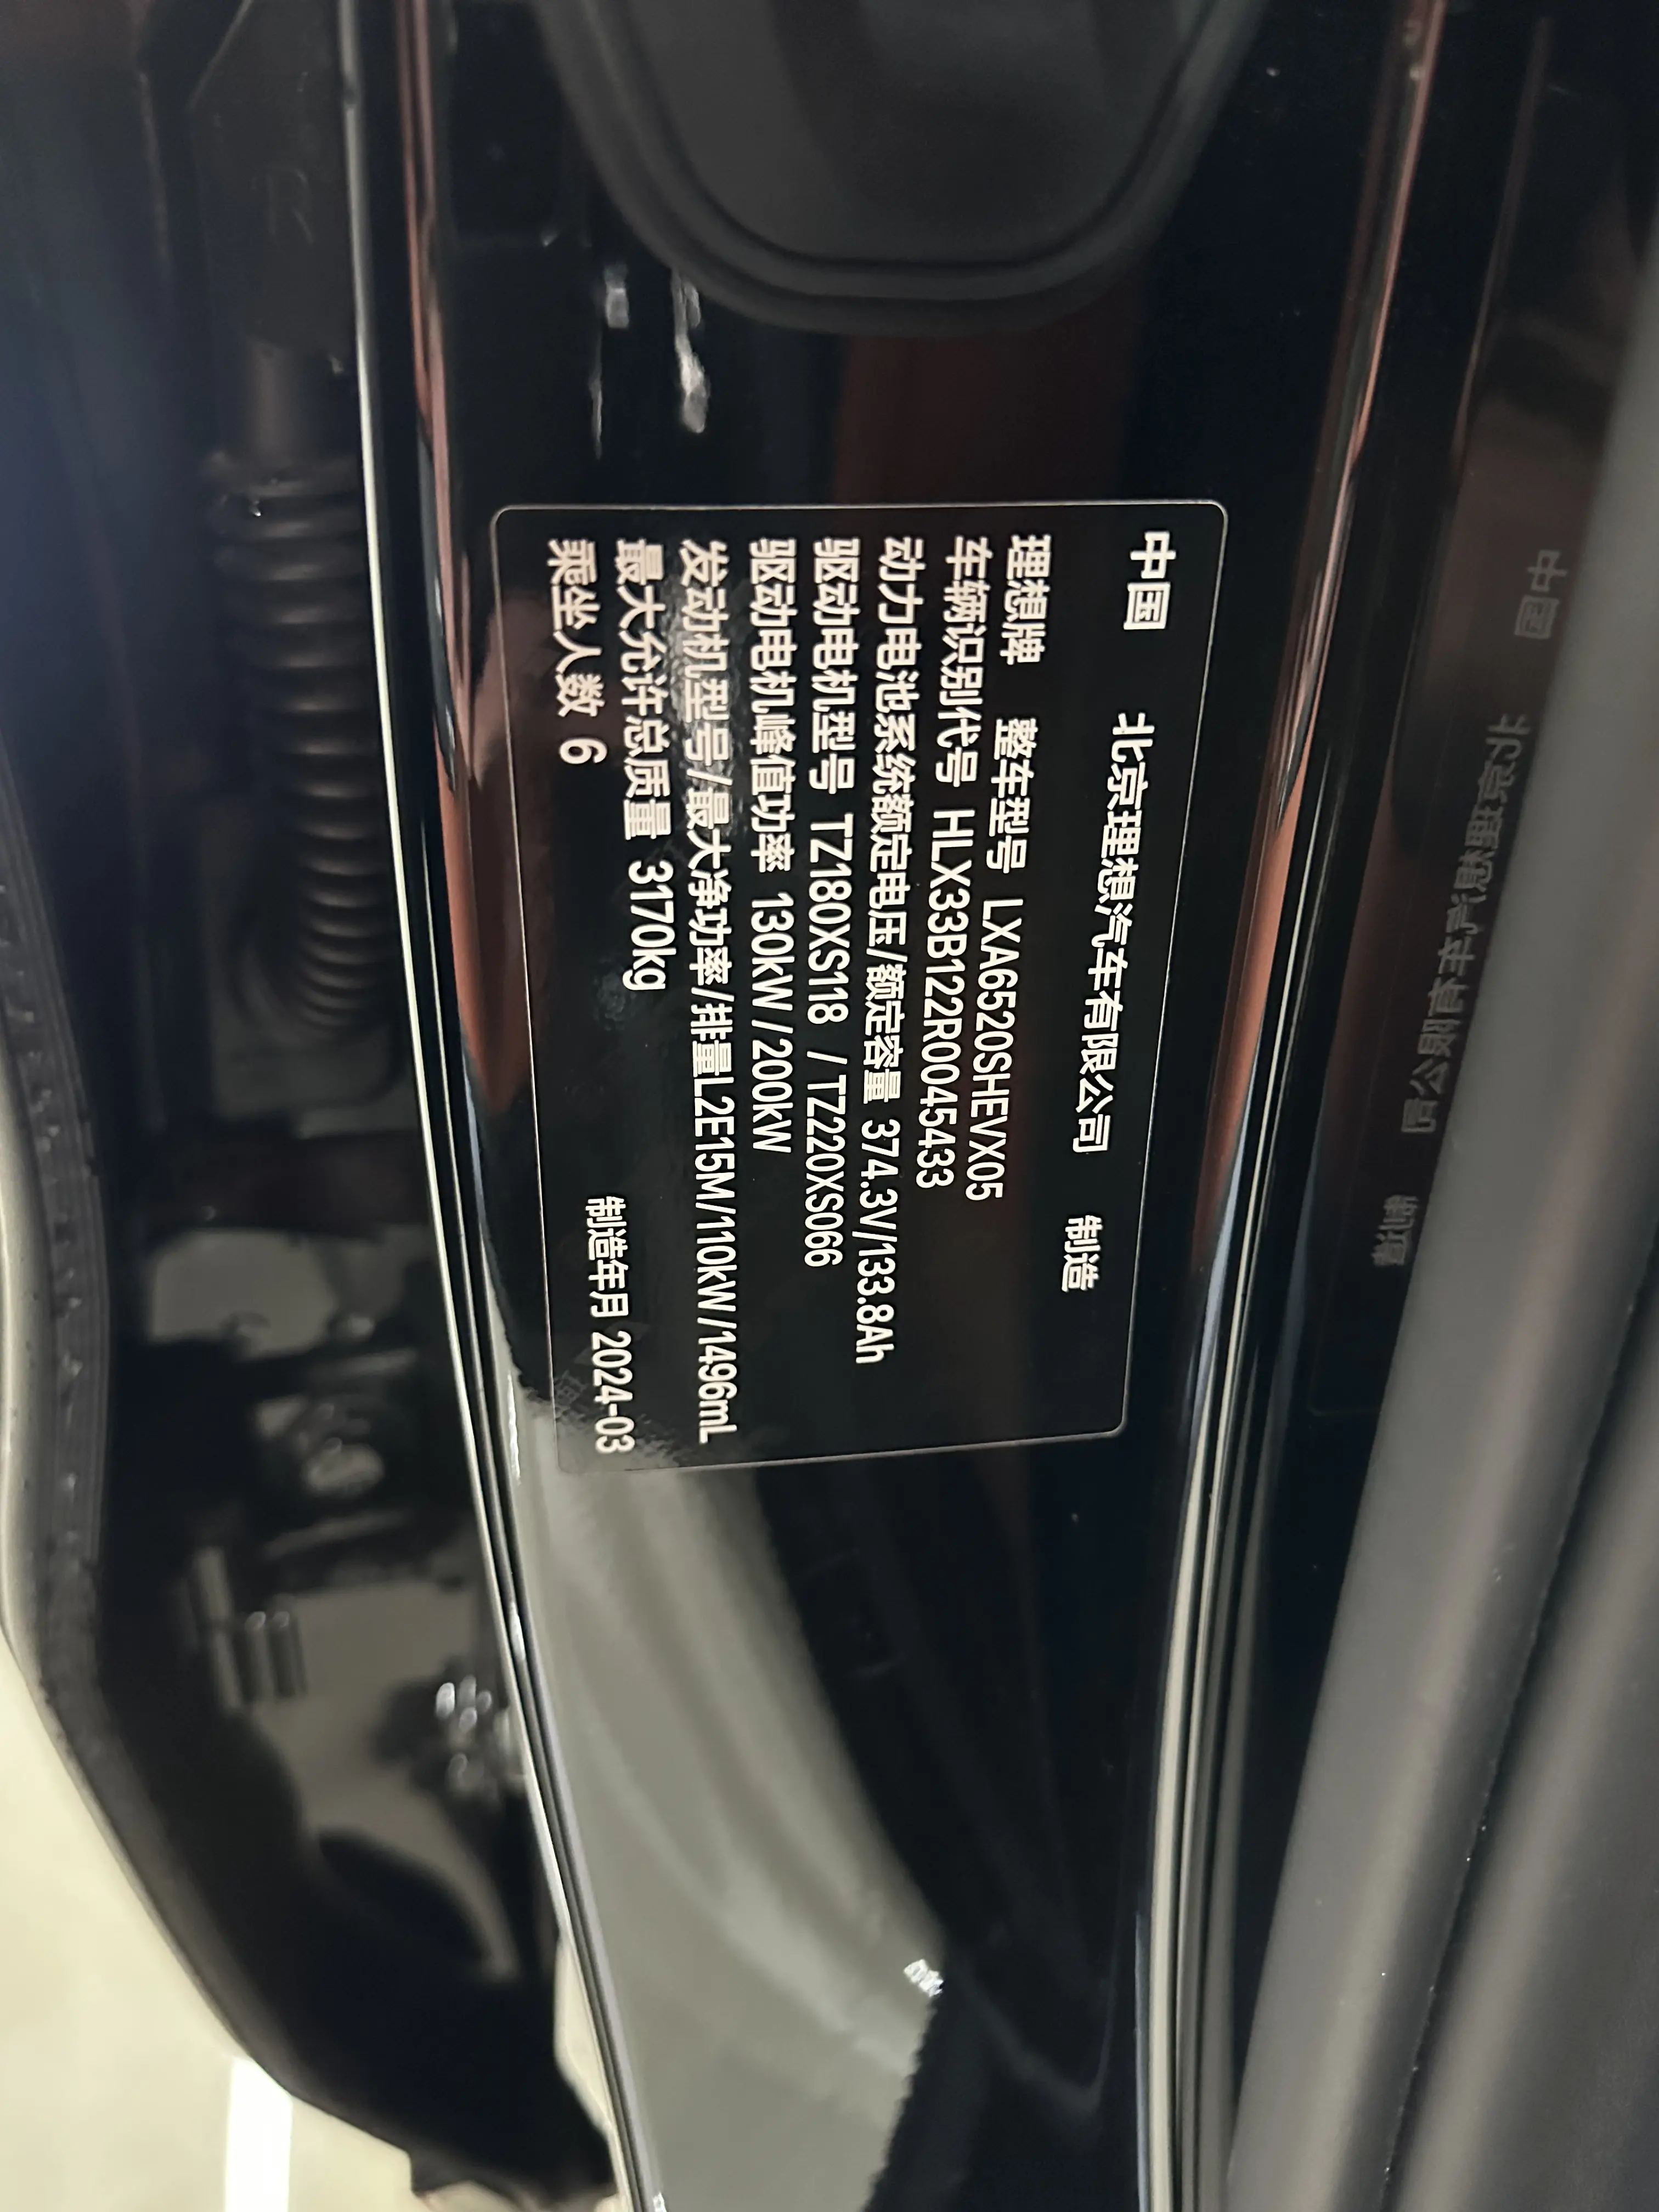 中国 北京理想汽车有限公司 制造
理想牌 整车型号 LXA6520SHEVX05
车辆识别代号 HLX33B122R0045433
动力电池系统额定电压/额定容量 374.3V/133.8Ah
驱动电机型号 TZ180XS118 /TZ220XS066
驱动电机峰值功率 130kW/200kW
发动机型号/最大净功率/排量L2E15M/110kW/1496mL
最大允许总质量 3170kg
乘坐人数 6 制造年月 2024-03